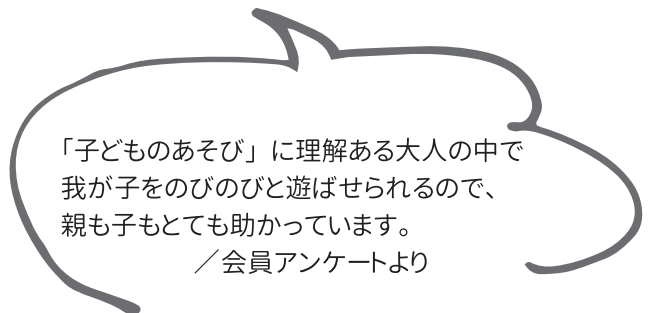 「子どものあそび」に理解ある大人の中で
我が子をのびのびと遊ばせられるので、
親も子もとても助かっています。
／会員アンケートより